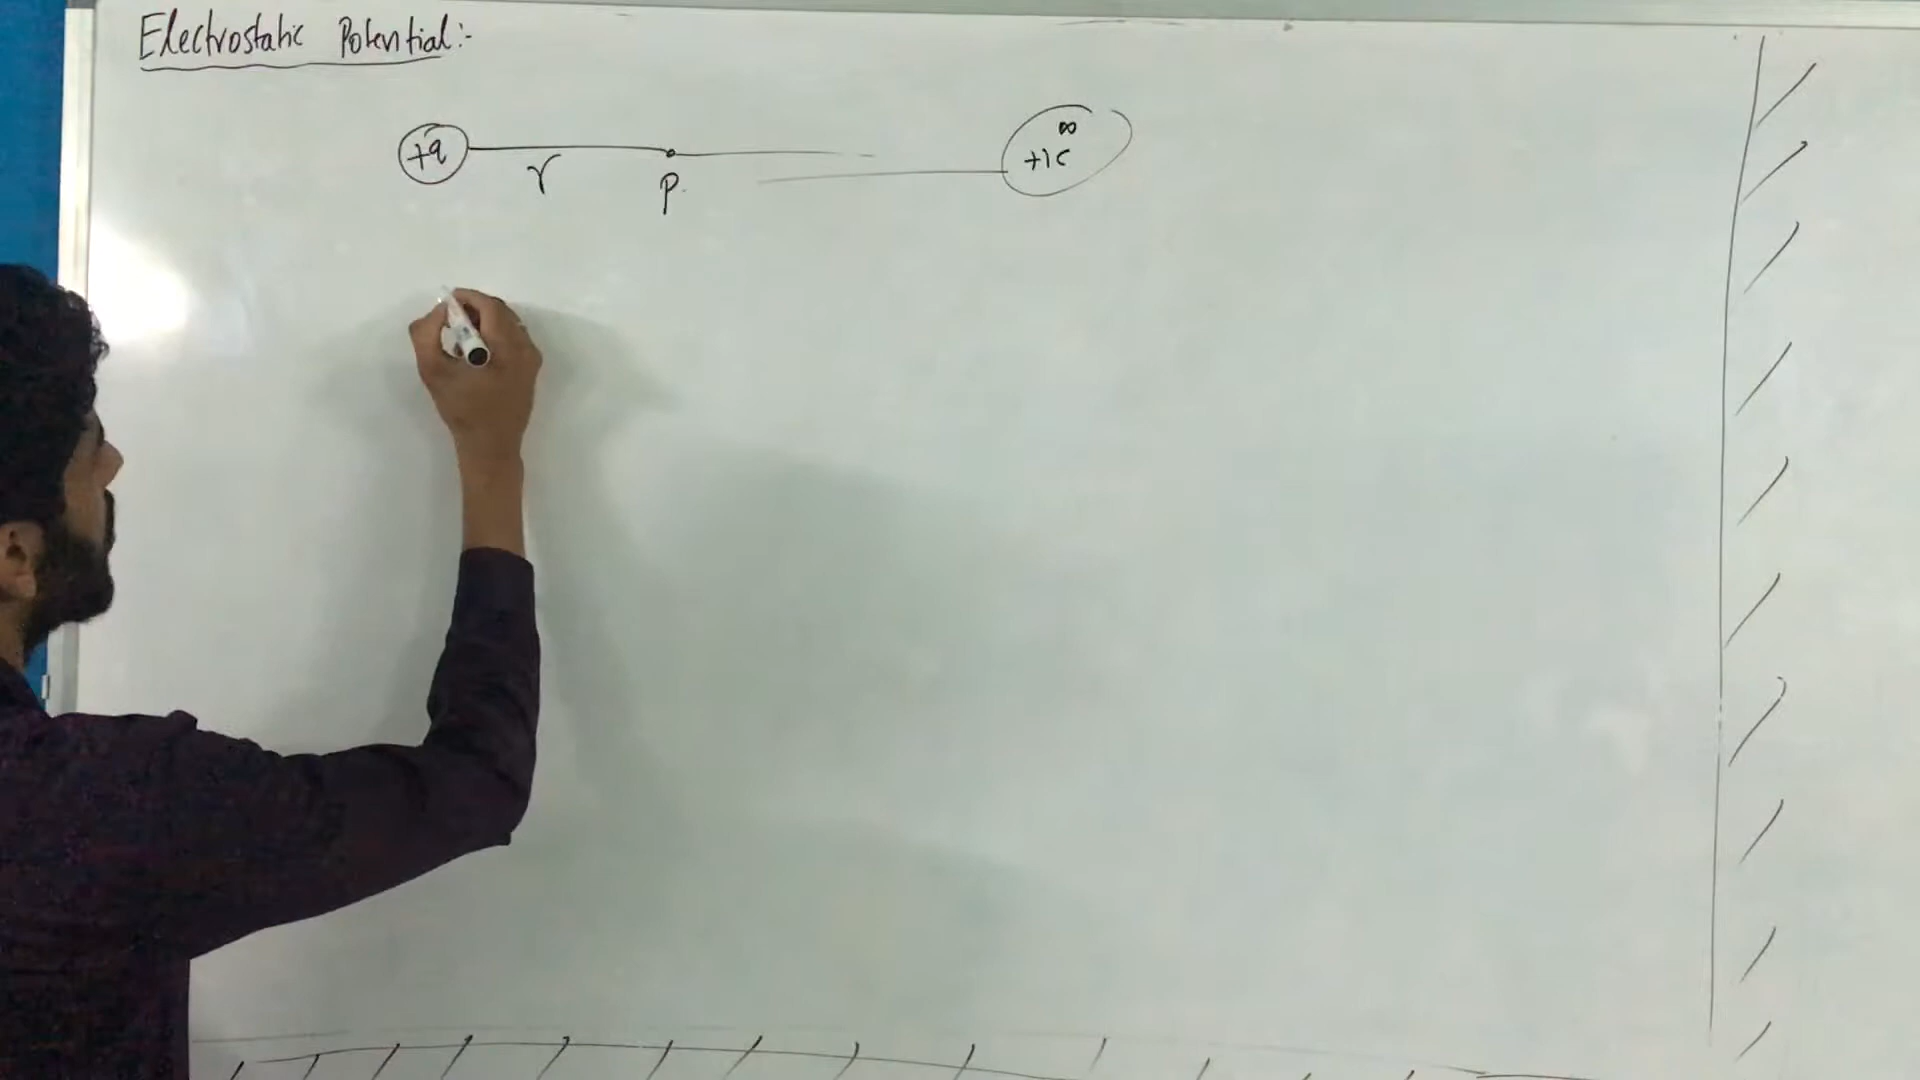 Electrostatic Potential:-
+q r P. ∞
+1C